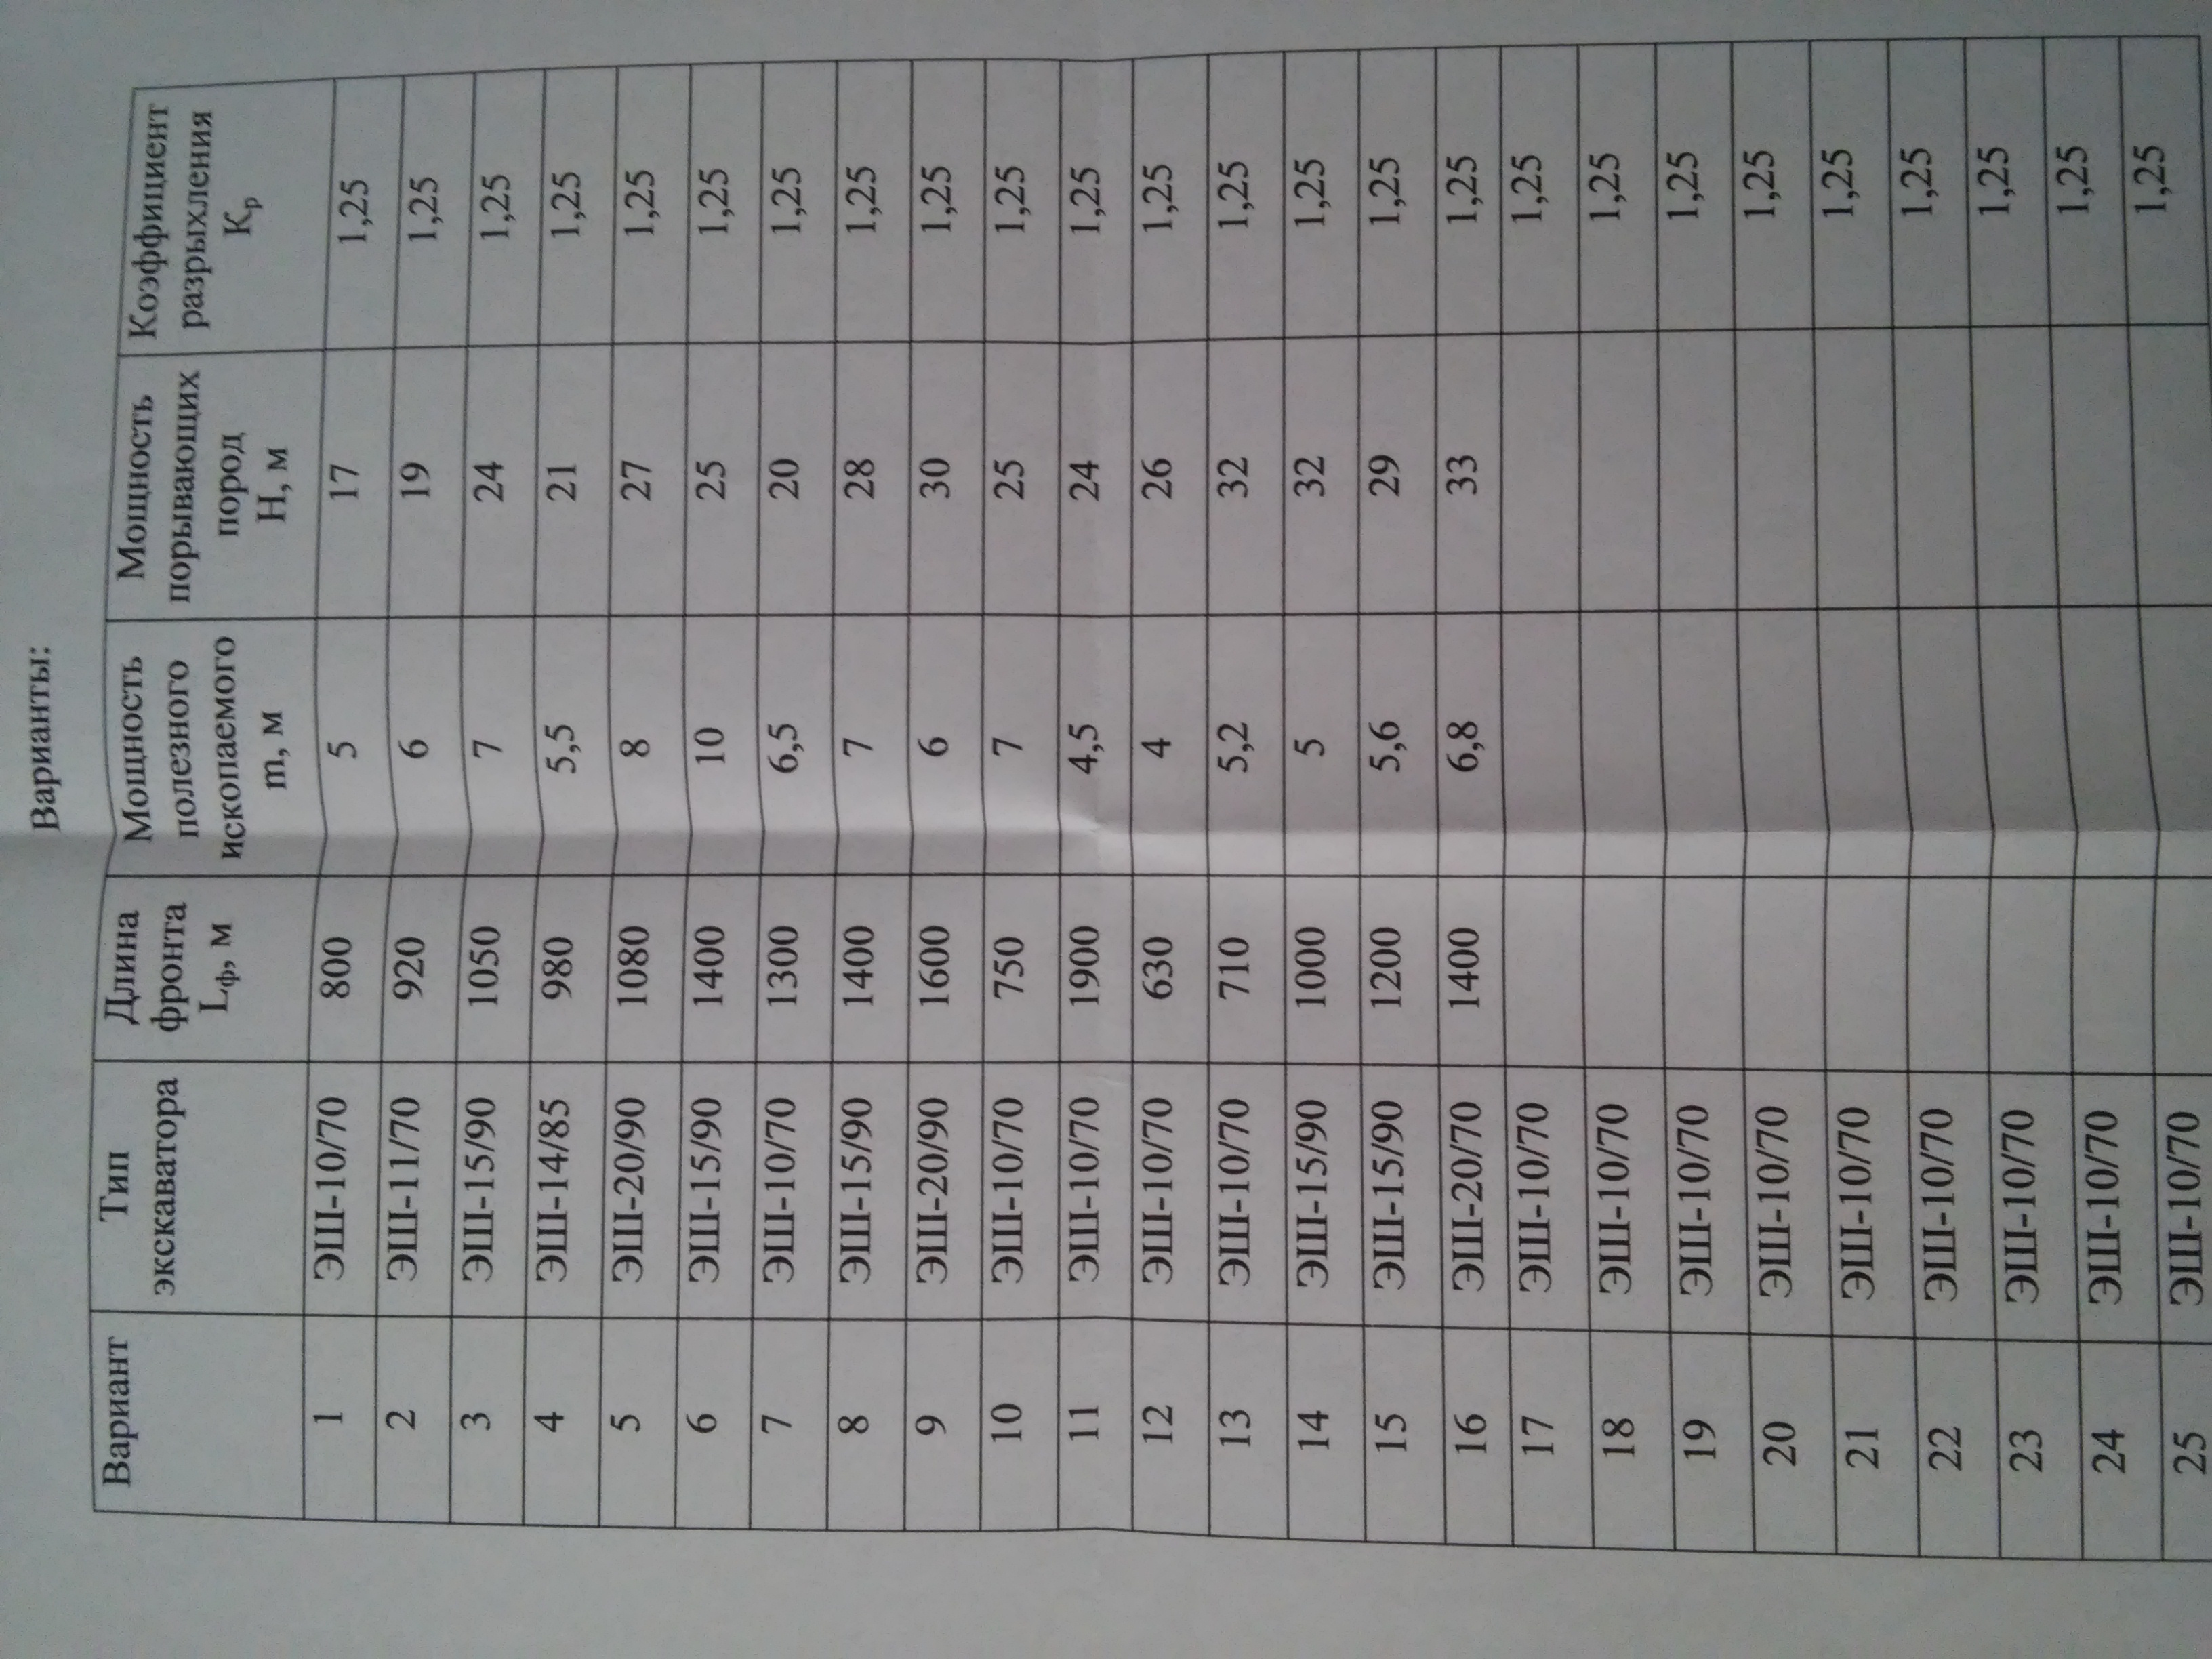 Варианты:
Вариант Тип экскаватора Длина фронта Lф, м Мощность полезного ископаемого m, м Мощность порывающих пород H, м Коэффициент разрыхления Kр
1 ЭШ-10/70 800 5 17 1,25
2 ЭШ-11/70 920 6 19 1,25
3 ЭШ-15/90 1050 7 24 1,25
4 ЭШ-14/85 980 5,5 21 1,25
5 ЭШ-20/90 1080 8 27 1,25
6 ЭШ-15/90 1400 10 25 1,25
7 ЭШ-10/70 1300 6,5 20 1,25
8 ЭШ-15/90 1400 7 28 1,25
9 ЭШ-20/90 1600 6 30 1,25
10 ЭШ-10/70 750 7 25 1,25
11 ЭШ-10/70 1900 4,5 24 1,25
12 ЭШ-10/70 630 4 26 1,25
13 ЭШ-10/70 710 5,2 32 1,25
14 ЭШ-15/90 1000 5 32 1,25
15 ЭШ-15/90 1200 5,6 29 1,25
16 ЭШ-20/70 1400 6,8 33 1,25
17 ЭШ-10/70 1,25
18 ЭШ-10/70 1,25
19 ЭШ-10/70 1,25
20 ЭШ-10/70 1,25
21 ЭШ-10/70 1,25
22 ЭШ-10/70 1,25
23 ЭШ-10/70 1,25
24 ЭШ-10/70 1,25
25 ЭШ-10/70 1,25